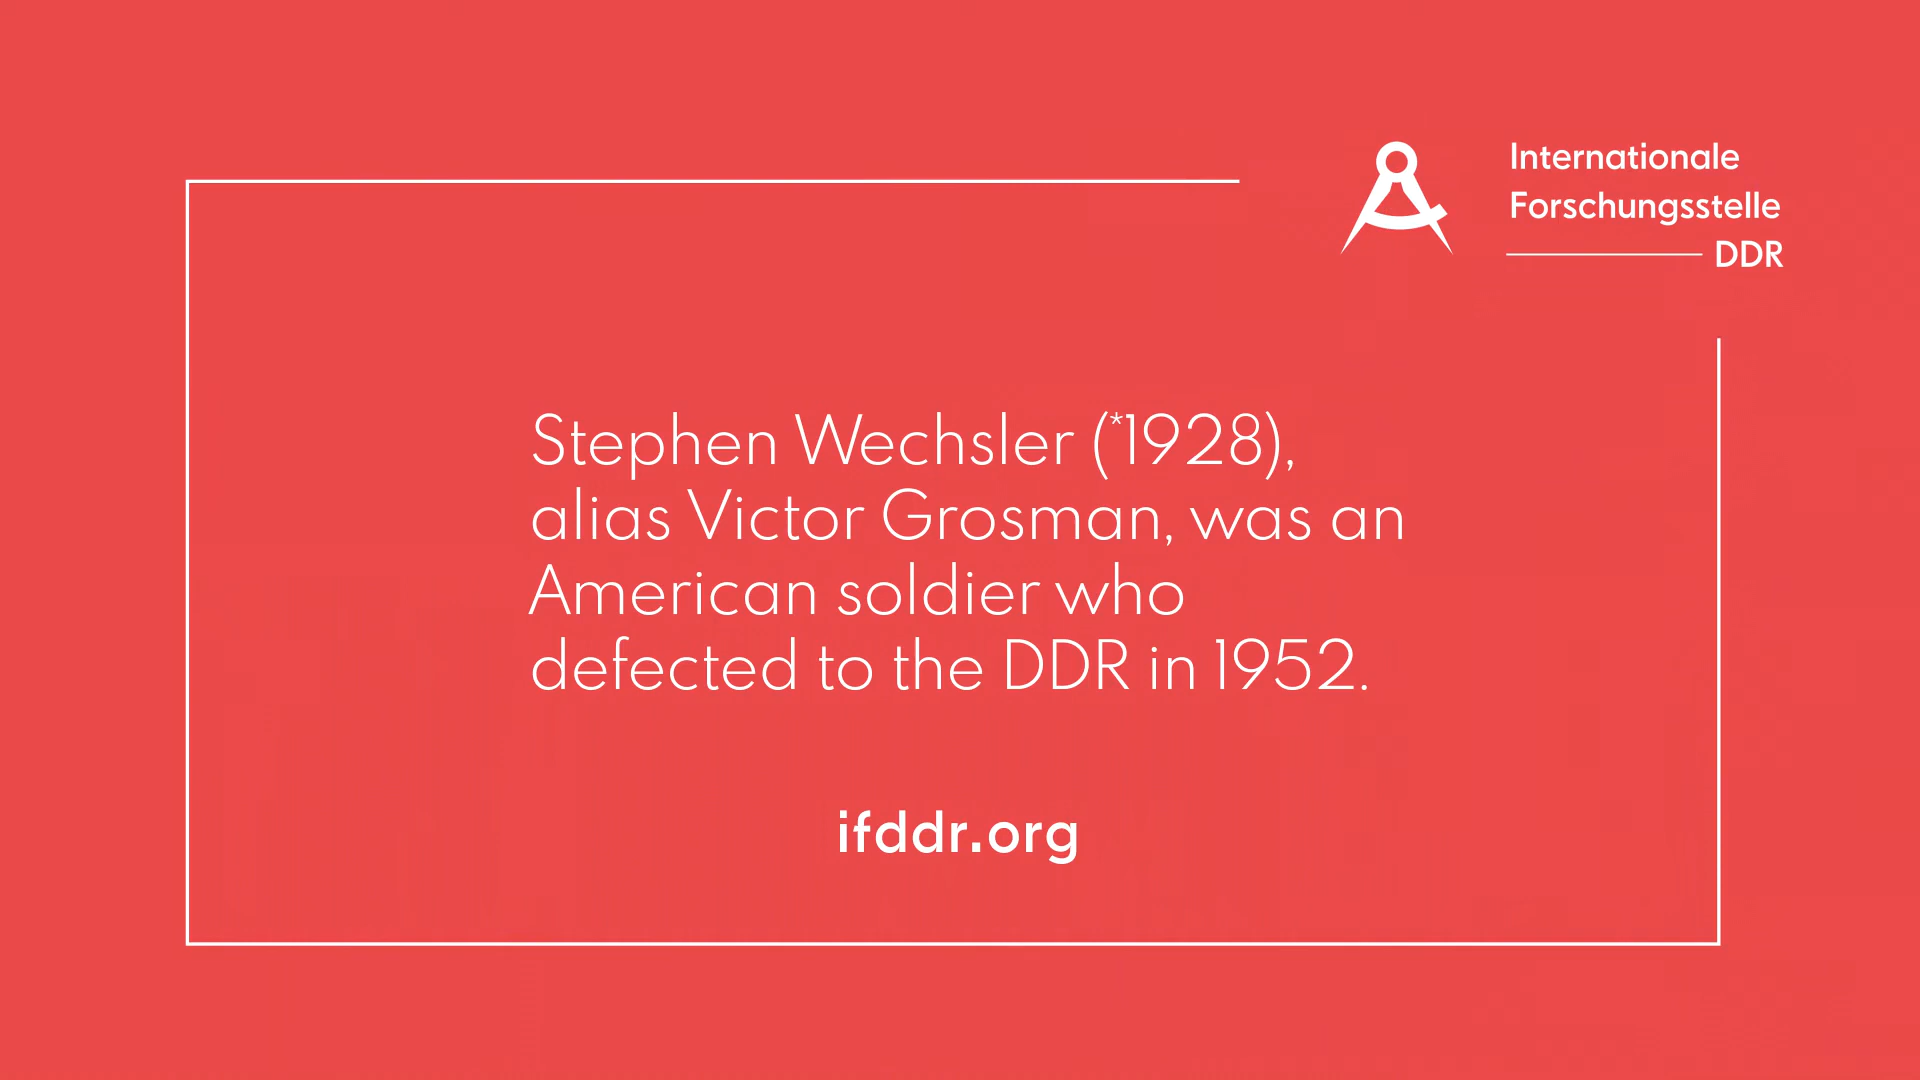 Internationale
Forschungsstelle
DDR
Stephen Wechsler (*1928),
alias Victor Grosman, was an
American soldier who
defected to the DDR in 1952.
ifddr.org